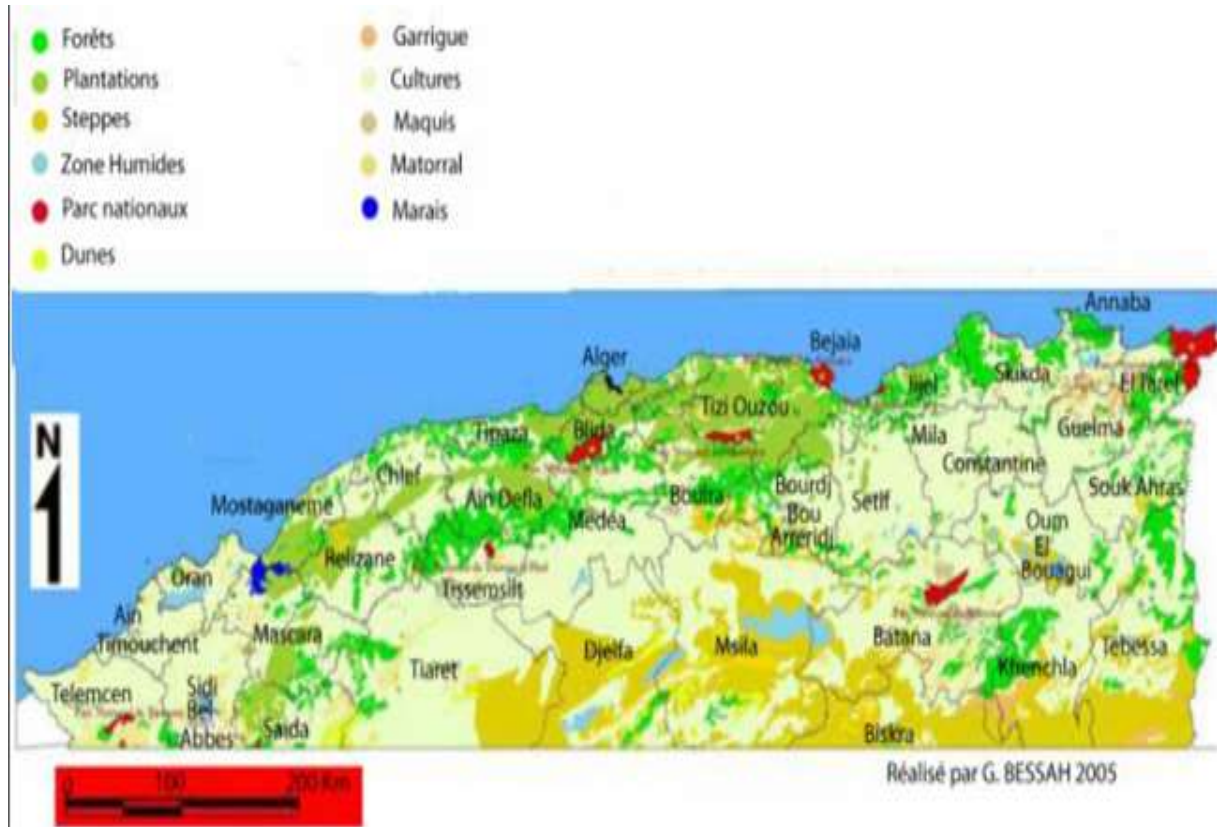 Forêts
Plantations
Steppes
Zone Humides
Parc nationaux
Dunes
Garrigue
Cultures
Maquis
Matorral
Marais
Annaba
Bejaia
Alger
Skikda
El Taref
Jijel
Tizi Ouzou
Blida
Tipaza
Guelma
Mila
Constantine
N
Chlef
Ain Defla
Bouira
Bourdj
Bou
Arreridj
Setif
Souk Ahras
Mostaganeme
Médéa
Oum
El
Bouagui
Relizane
Oran
Tissemsilt
Ain
Timouchent
Mascara
Djelfa
Msila
Batana
Khenchla
Tebessa
Tiaret
Telemcen
Sidi
Bel
Abbes
Saida
Biskra
0 100 200 Km
Réalisé par G. BESSAH 2005